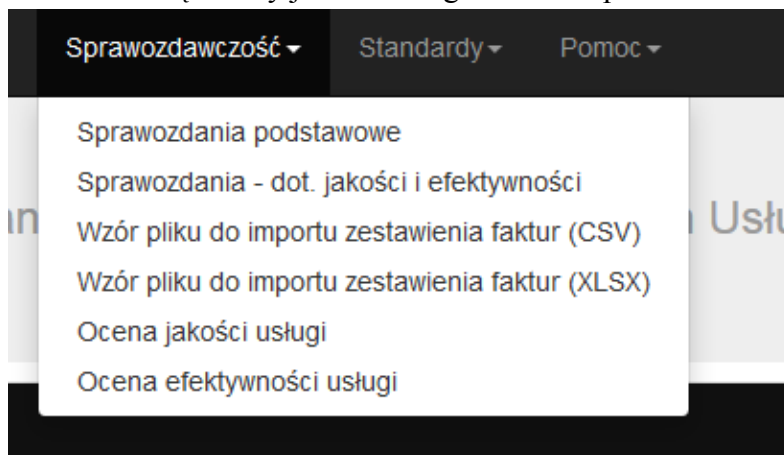 Sprawozdawczość Standardy Pomoc
Sprawozdania podstawowe
Sprawozdania - dot. jakości i efektywności
Wzór pliku do importu zestawienia faktur (CSV)
Wzór pliku do importu zestawienia faktur (XLSX)
Ocena jakości usługi
Ocena efektywności usługi